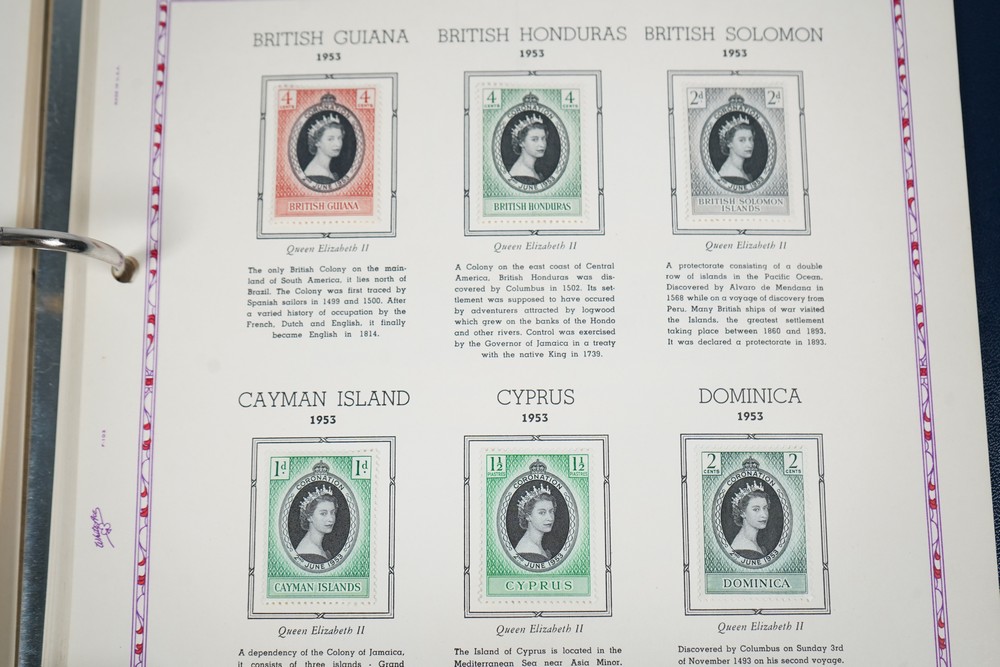 BRITISH GUIANA
1953
4 4
CENTS CENTS
CORONATION
2ND JUNE 1953
BRITISH GUIANA
Queen Elizabeth II
The only British Colony on the main-
land of South America, it lies north of
Brazil. The Colony was first traced by
Spanish sailors in 1499 and 1500. After
a varied history of occupation by the
French, Dutch and English, it finally
became English in 1814.
BRITISH HONDURAS
1953
4 4
CENTS CENTS
CORONATION
2ND JUNE 1953
BRITISH HONDURAS
Queen Elizabeth II
A Colony on the east coast of Central
America, British Honduras was dis-
covered by Columbus in 1502. Its set-
tlement was supposed to have occured
by adventurers attracted by logwood
which grew on the banks of the Hondo
and other rivers. Control was exercised
by the Governor of Jamaica in a treaty
with the native King in 1739.
BRITISH SOLOMON
1953
2d 2d
CORONATION
2ND JUNE 1953
BRITISH SOLOMON
ISLANDS
Queen Elizabeth II
A protectorate consisting of a double
row of islands in the Pacific Ocean.
Discovered by Alvaro de Mendana in
1568 while on a voyage of discovery from
Peru. Many British ships of war visited
the Islands, the greatest settlement
taking place between 1860 and 1893.
It was declared a protectorate in 1893.
CAYMAN ISLAND
1953
1d 1d
CORONATION
2ND JUNE 1953
CAYMAN ISLANDS
Queen Elizabeth II
A dependency of the Colony of Jamaica,
it consists of three islands - Grand
CYPRUS
1953
1½ 1½
PIASTRES PIASTRES
CORONATION
2ND JUNE 1953
CYPRUS
Queen Elizabeth II
The Island of Cyprus is located in the
Mediterranean Sea near Asia Minor.
DOMINICA
1953
2 2
CENTS CENTS
CORONATION
2ND JUNE 1953
DOMINICA
Queen Elizabeth II
Discovered by Columbus on Sunday 3rd
of November 1493 on his second voyage,
MADE IN U.S.A.